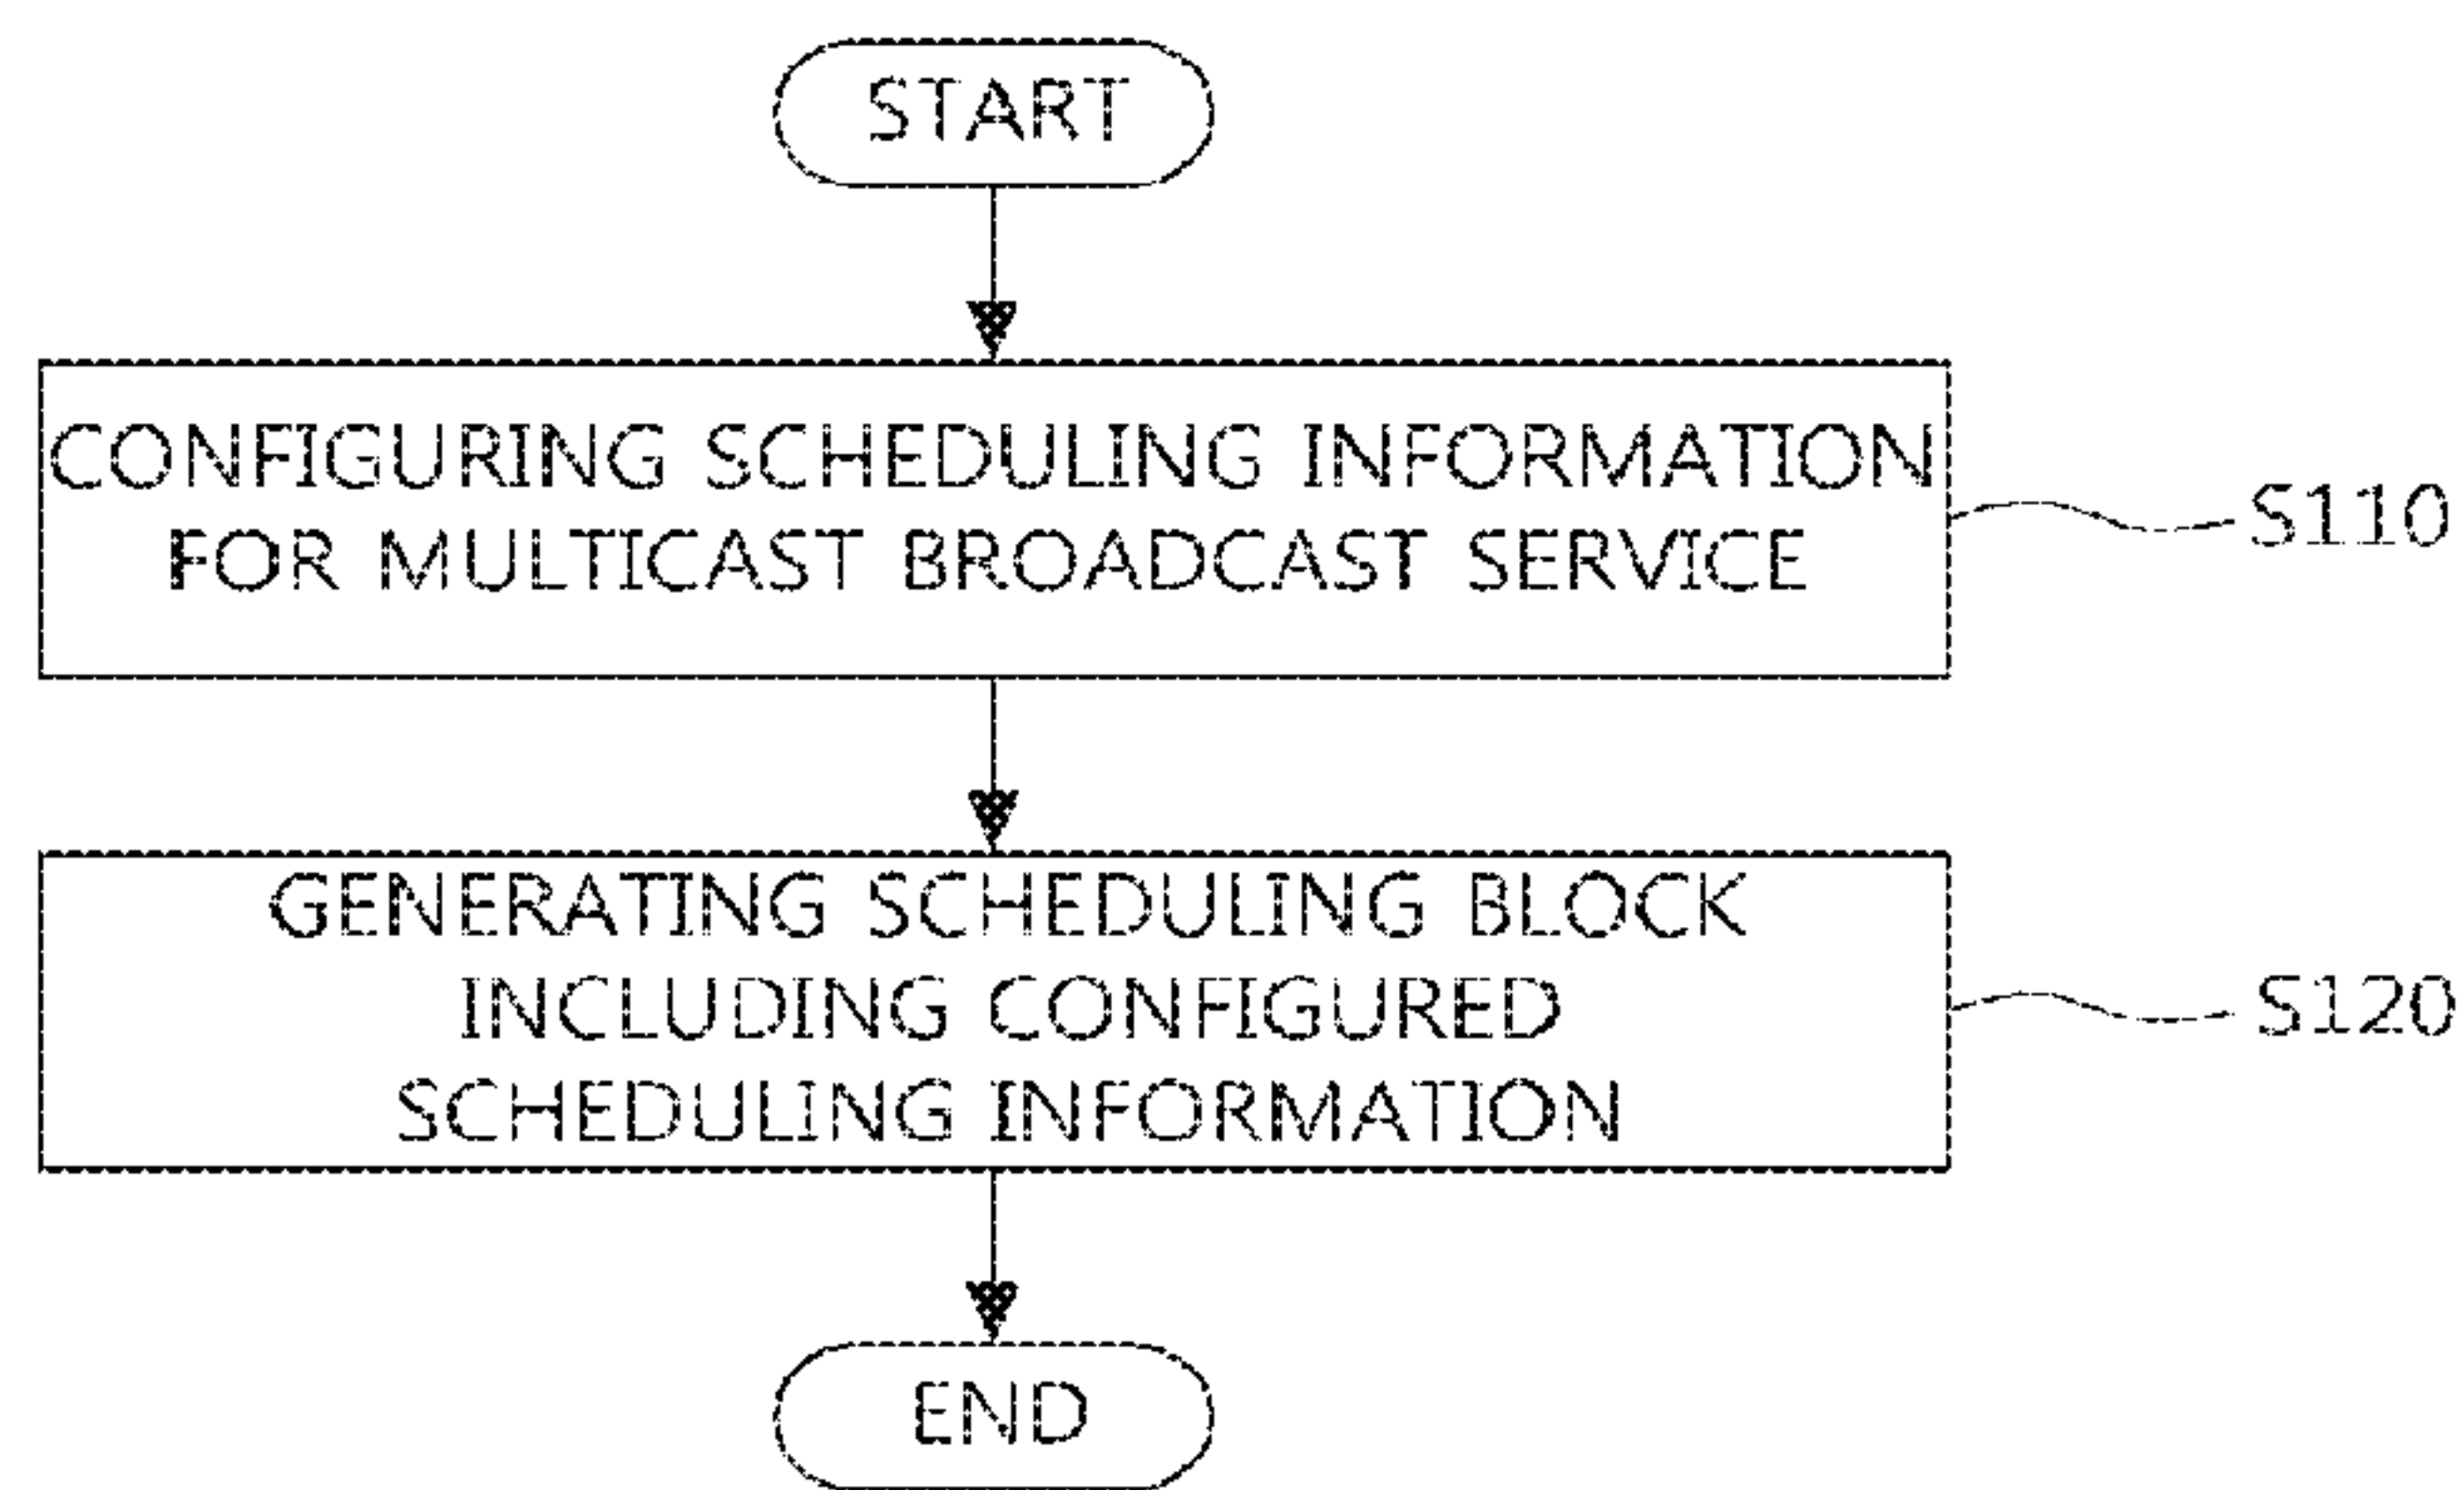 START
CONFIGURING SCHEDULING INFORMATION
FOR MULTICAST BROADCAST SERVICE
S110
GENERATING SCHEDULING BLOCK
INCLUDING CONFIGURED
SCHEDULING INFORMATION
S120
END